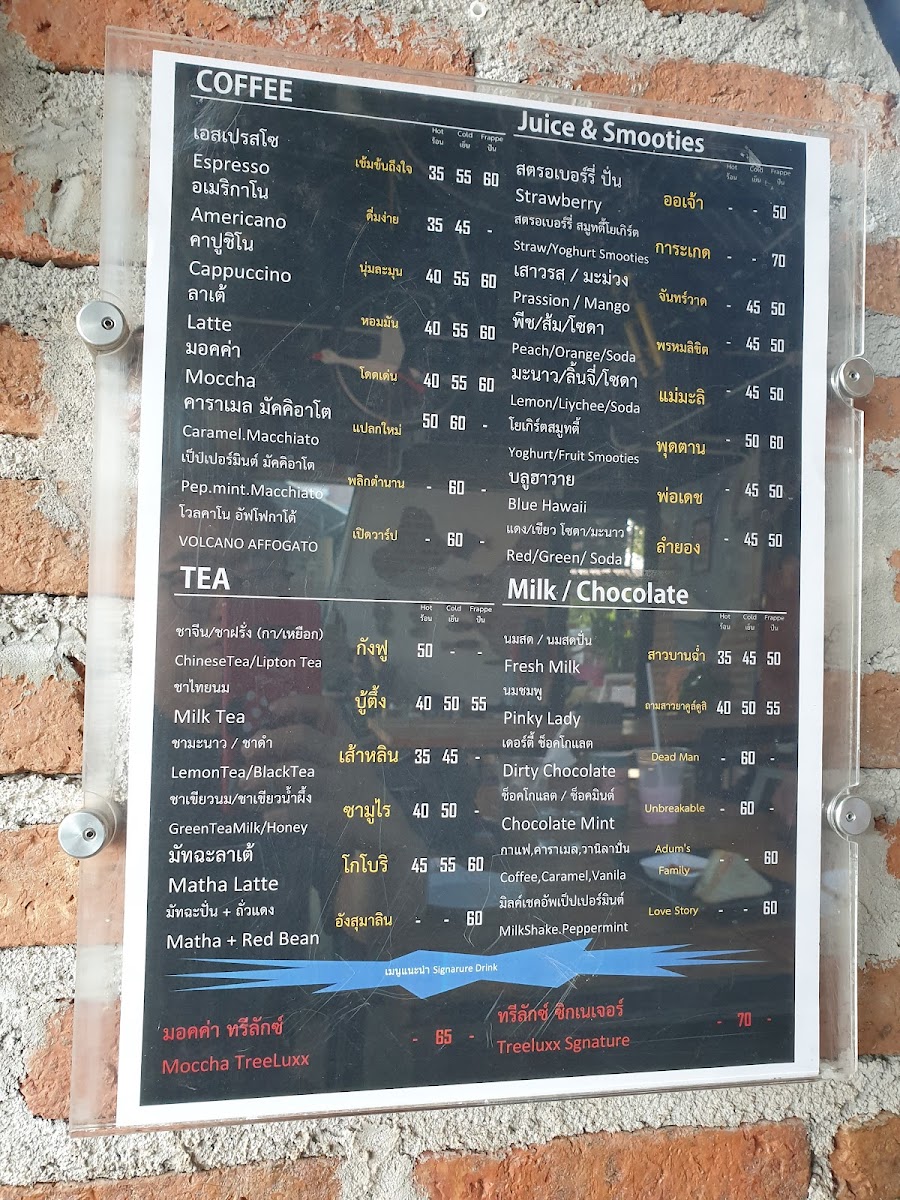 COFFEE
Hot Cold Frappe
ร้อน เย็น ปั่น
เอสเปรสโซ
Espresso เข้มข้นถึงใจ 35 55 60
อเมริกาโน
Americano ดื่มง่าย 35 45 -
คาปูชิโน
Cappuccino นุ่มละมุน 40 55 60
ลาเต้
Latte หอมมัน 40 55 60
มอคค่า
Moccha โดดเด่น 40 55 60
คาราเมล มัคคิอาโต
Caramel.Macchiato แปลกใหม่ 50 60 -
เป๊ปเปอร์มินต์ มัคคิอาโต
Pep.mint.Macchiato พลิกตำนาน - 60 -
โวลคาโน อัฟโฟกาโต้
VOLCANO AFFOGATO เปิดวาร์ป - 60 -
TEA
Hot Cold Frappe
ร้อน เย็น ปั่น
ชาจีน/ชาฝรั่ง (กา/เหยือก)
ChineseTea/Lipton Tea กังฟู 50 - -
ชาไทยนม
Milk Tea บู้ตึ้ง 40 50 55
ชามะนาว / ชาดำ
LemonTea/BlackTea เส้าหลิน 35 45 -
ชาเขียวนม/ชาเขียวน้ำผึ้ง
GreenTeaMilk/Honey ซามูไร 40 50 -
มัทฉะลาเต้
Matha Latte โกโบริ 45 55 60
มัทฉะปั่น + ถั่วแดง
Matha + Red Bean อังสุมาลิน - - 60
Juice & Smooties
Hot Cold Frappe
ร้อน เย็น ปั่น
สตรอเบอร์รี่ ปั่น
Strawberry ออเจ้า - - 50
สตรอเบอร์รี่ สมูทตี้โยเกิร์ต
Straw/Yoghurt Smooties การะเกด - - 70
เสาวรส / มะม่วง
Prassion / Mango จันทร์วาด - 45 50
พีช/ส้ม/โซดา
Peach/Orange/Soda พรหมลิขิต - 45 50
มะนาว/ลิ้นจี่/โซดา
Lemon/Liychee/Soda แม่มะลิ - 45 50
โยเกิร์ตสมูทตี้
Yoghurt/Fruit Smooties พุดตาน - 50 60
บลูฮาวาย
Blue Hawaii พ่อเดช - 45 50
แดง/เขียว โซดา/มะนาว
Red/Green/ Soda ลำยอง - 45 50
Milk / Chocolate
Hot Cold Frappe
ร้อน เย็น ปั่น
นมสด / นมสดปั่น
Fresh Milk สาวบานฉ่ำ 35 45 50
นมชมพู
Pinky Lady ถามสาวยาคูล์ดูสิ 40 50 55
เดอร์ตี้ ช็อคโกแลต
Dirty Chocolate Dead Man - 60 -
ช็อคโกแลต / ช็อคมินต์
Chocolate Mint Unbreakable - 60 -
กาแฟ,คาราเมล,วานิลาปั่น Adum's
Coffee,Caramel,Vanila Family - - 60
มิลค์เชคอัพเป็ปเปอร์มินต์
MilkShake.Peppermint Love Story - - 60
เมนูแนะนำ Signarure Drink
มอคค่า ทรีลักซ์
Moccha TreeLuxx - 65 -
ทรีลักซ์ ซิกเนเจอร์
Treeluxx Sgnature - 70 -